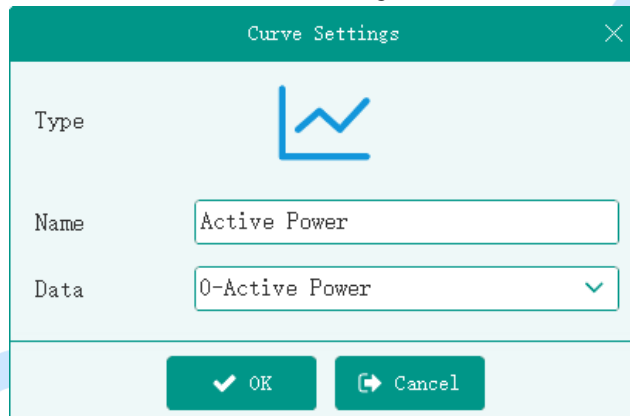 Curve Settings
Type
Name
Active Power
Data
0-Active Power
OK
Cancel